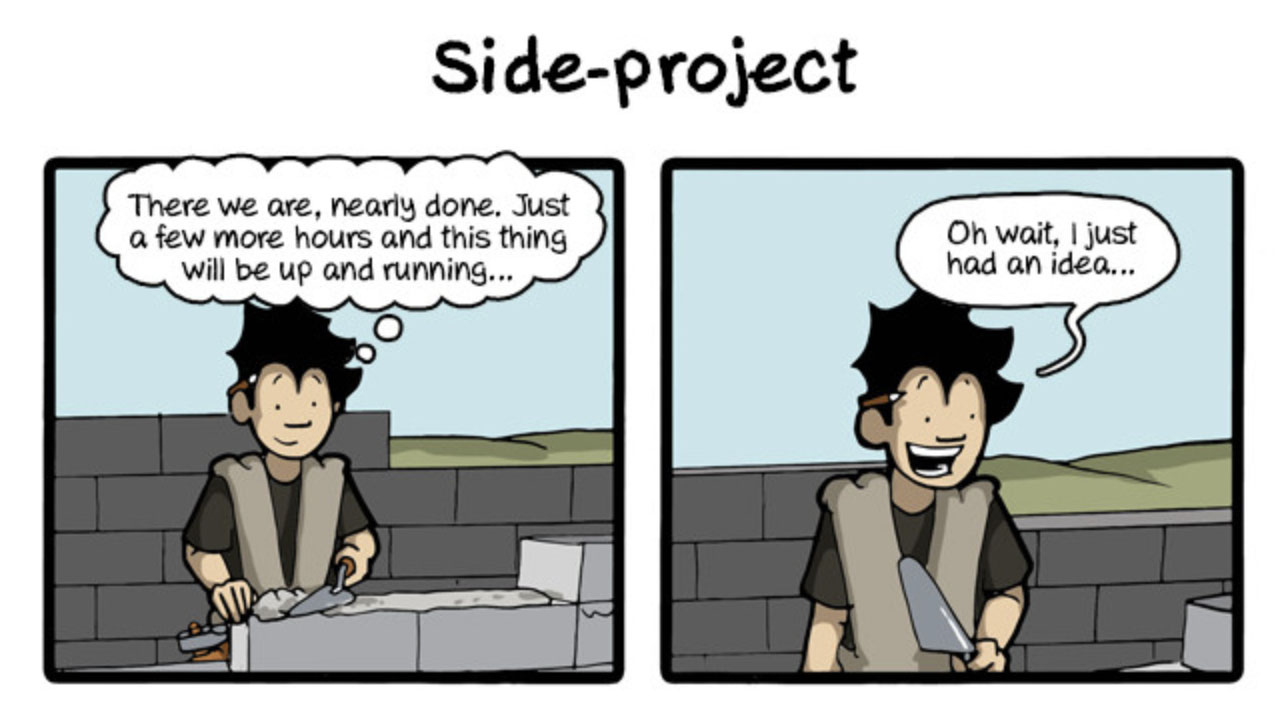 Side-project
There we are, nearly done. Just
a few more hours and this thing
will be up and running...
Oh wait, I just
had an idea...